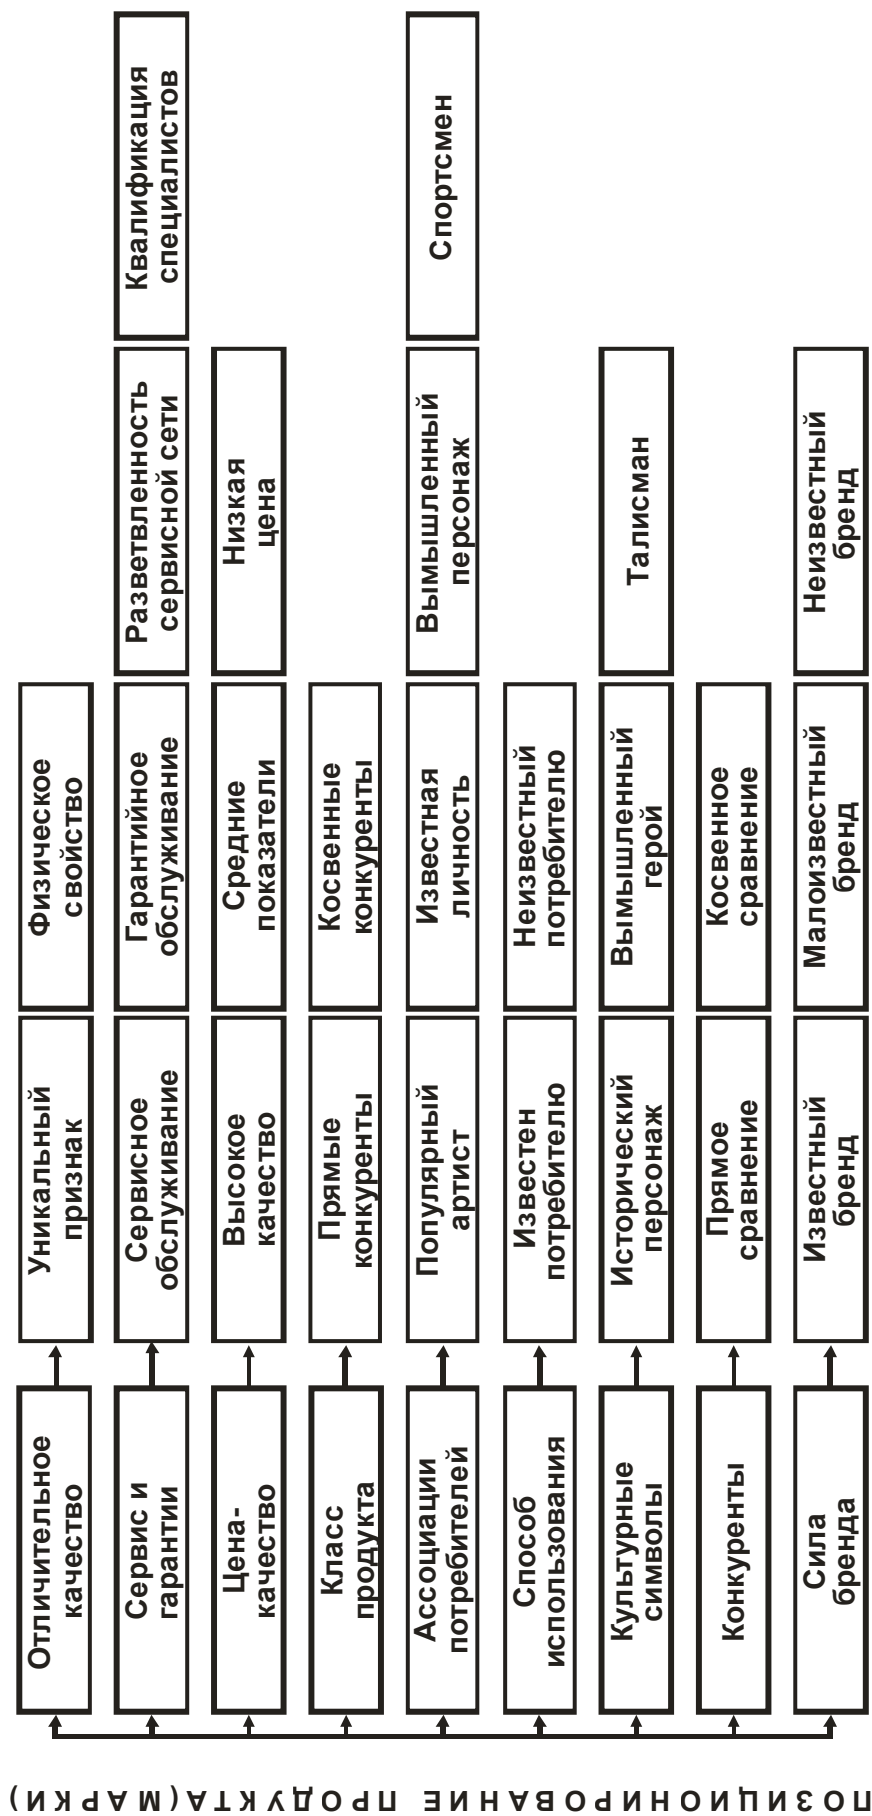 ПОЗИЦИОНИРОВАНИЕ ПРОДУКТА(МАРКИ)
Отличительное
качество
Уникальный
признак
Физическое
свойство
Сервис и
гарантии
Сервисное
обслуживание
Гарантийное
обслуживание
Разветвленность
сервисной сети
Квалификация
специалистов
Цена-
качество
Высокое
качество
Средние
показатели
Низкая
цена
Класс
продукта
Прямые
конкуренты
Косвенные
конкуренты
Ассоциации
потребителей
Популярный
артист
Известная
личность
Вымышленный
персонаж
Спортсмен
Способ
использования
Известен
потребителю
Неизвестный
потребителю
Культурные
символы
Исторический
персонаж
Вымышленный
герой
Талисман
Конкуренты
Прямое
сравнение
Косвенное
сравнение
Сила
бренда
Известный
бренд
Малоизвестный
бренд
Неизвестный
бренд